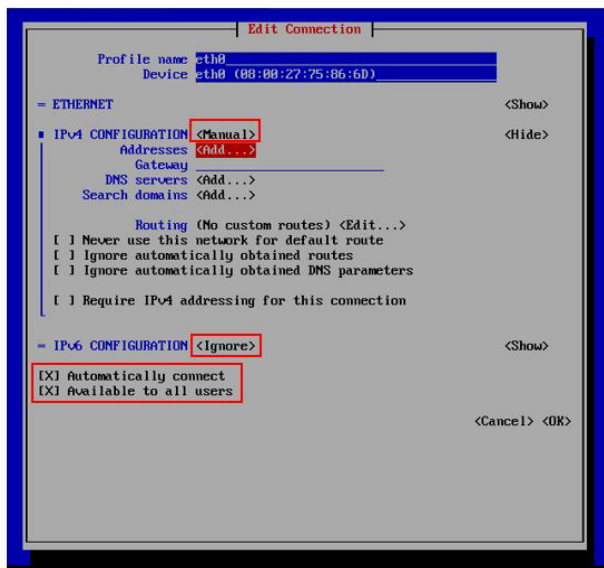 Edit Connection
Profile name eth0
Device eth0 (08:00:27:75:86:6D)
= ETHERNET <Show>
IPv4 CONFIGURATION <Manual> <Hide>
Addresses <Add...>
Gateway
DNS servers <Add...>
Search domains <Add...>
Routing (No custom routes) <Edit...>
[ ] Never use this network for default route
[ ] Ignore automatically obtained routes
[ ] Ignore automatically obtained DNS parameters
[ ] Require IPv4 addressing for this connection
= IPv6 CONFIGURATION <Ignore> <Show>
[X] Automatically connect
[X] Available to all users
<Cancel> <OK>